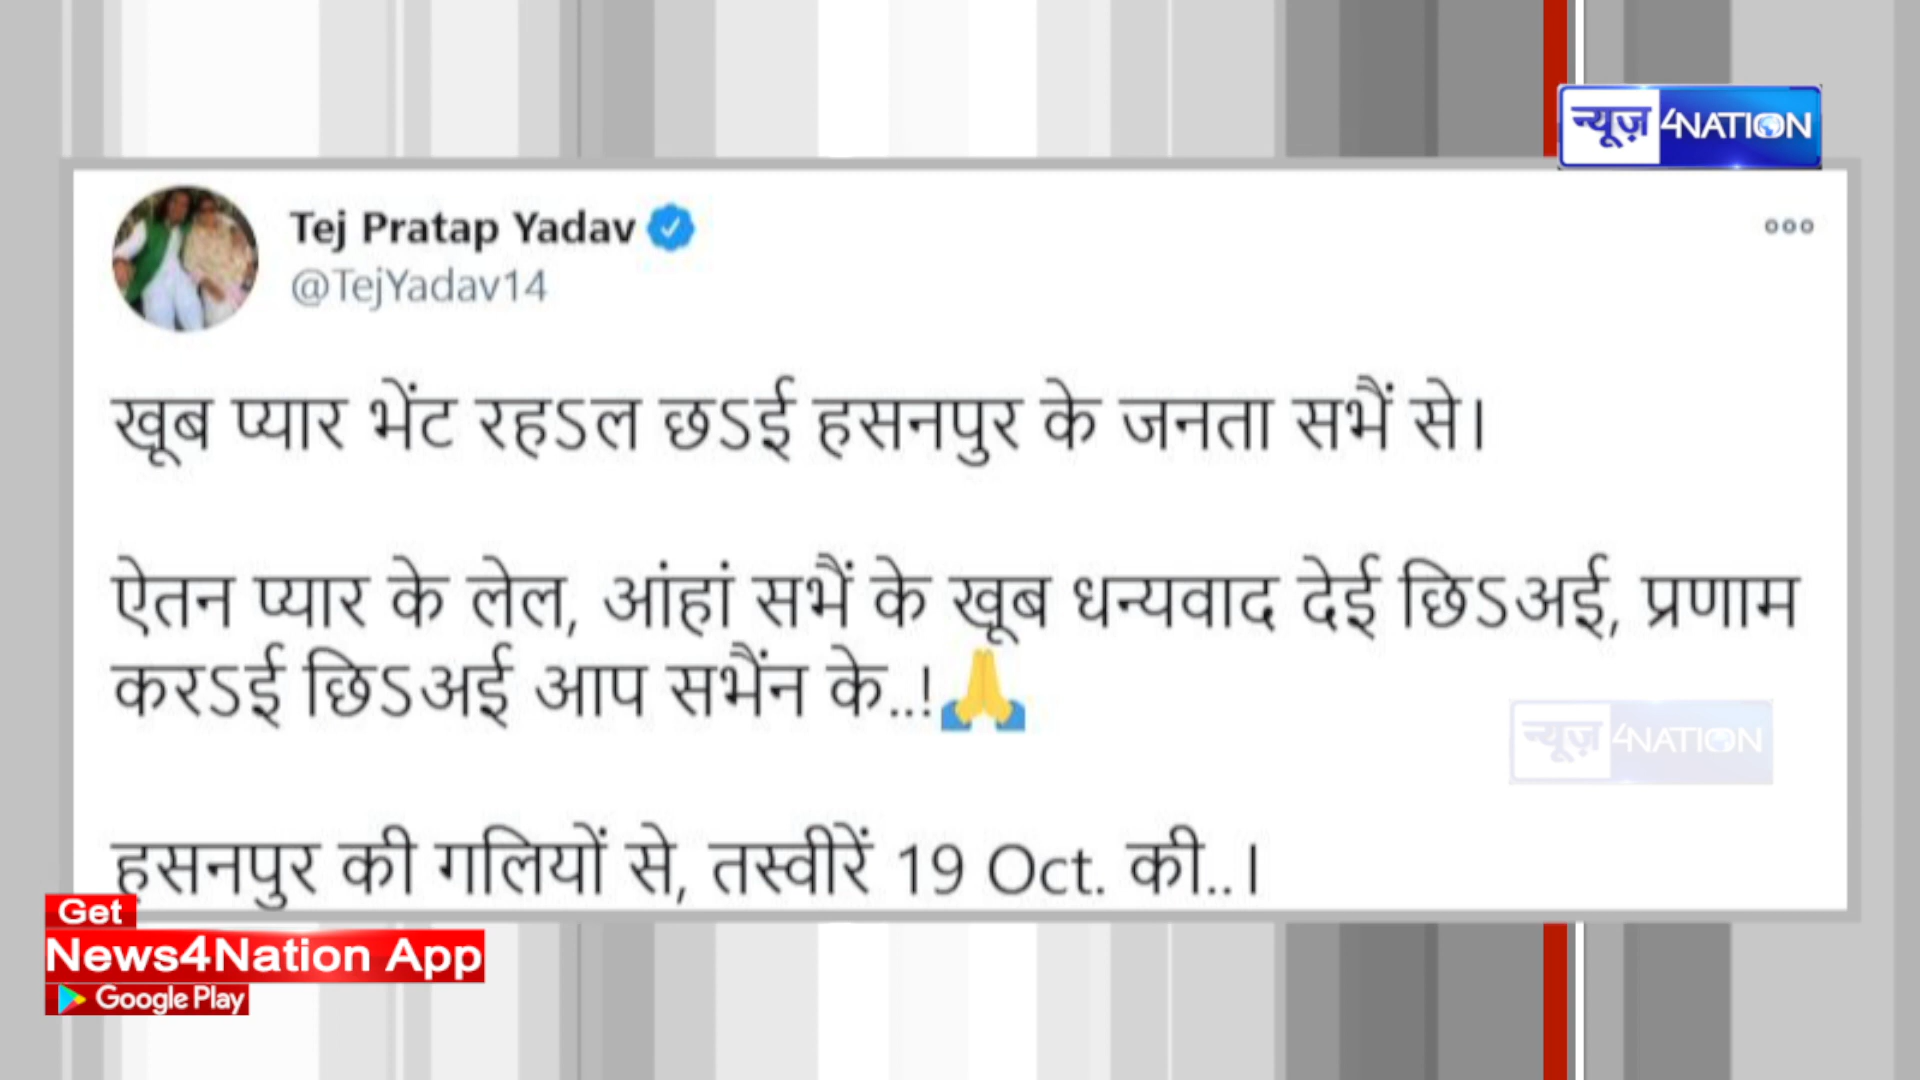 न्यूज़ 4NATION
Tej Pratap Yadav
@TejYadav14
खूब प्यार भेंट रहऽल छऽई हसनपुर के जनता सभैं से।
ऐतन प्यार के लेल, आंहां सभैं के खूब धन्यवाद देई छिऽअई, प्रणाम
करऽई छिऽअई आप सभैंन के..!🙏
न्यूज़ 4NATION
हसनपुर की गलियों से, तस्वीरें 19 Oct. की..।
Get
News4Nation App
Google Play